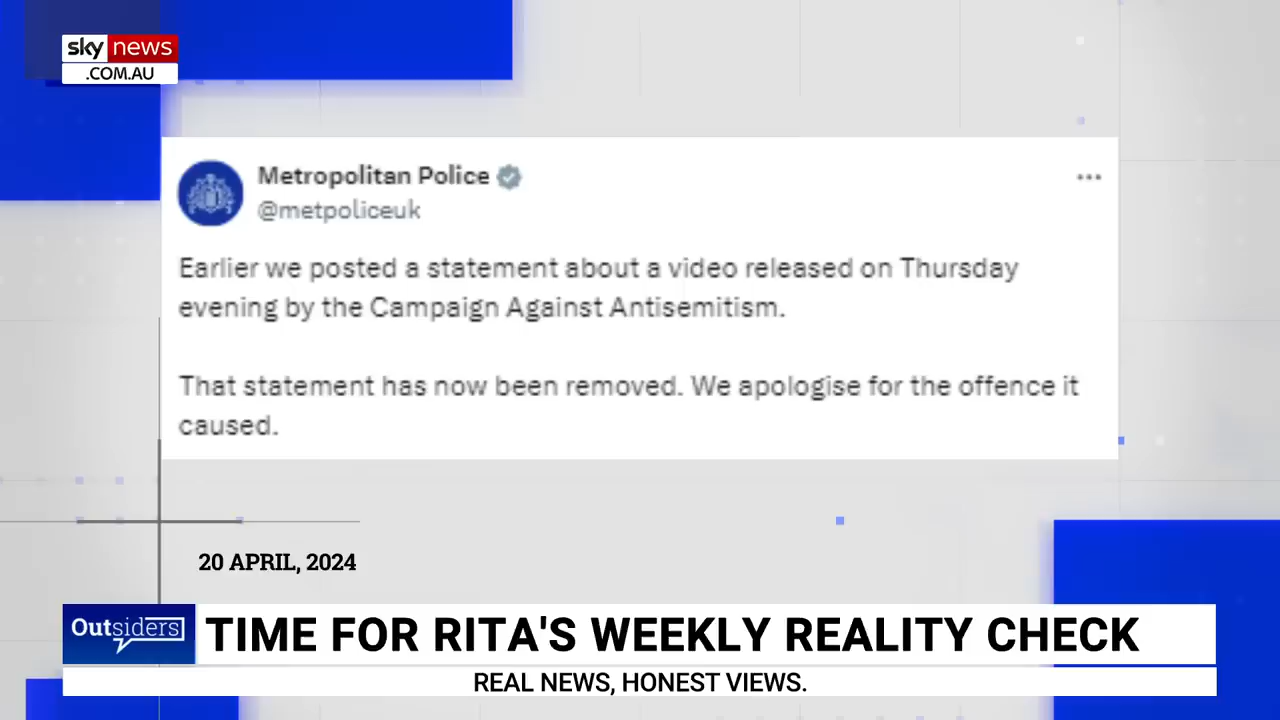 sky news
.COM.AU
Metropolitan Police
@metpoliceuk
Earlier we posted a statement about a video released on Thursday
evening by the Campaign Against Antisemitism.
That statement has now been removed. We apologise for the offence it
caused.
20 APRIL, 2024
Outsiders
TIME FOR RITA'S WEEKLY REALITY CHECK
REAL NEWS, HONEST VIEWS.